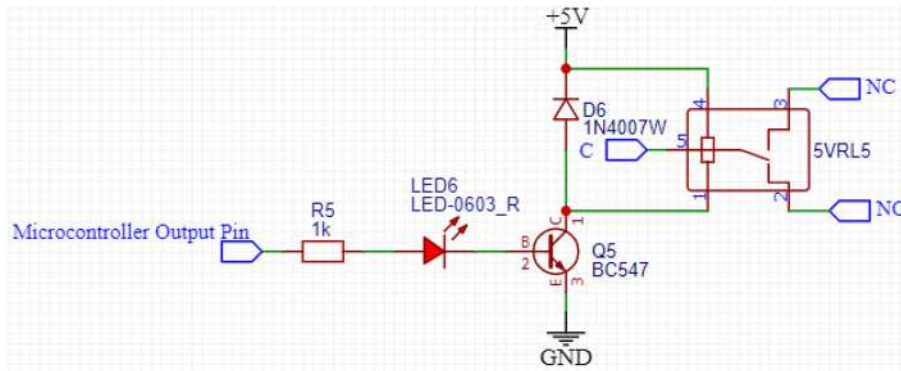 +5V
D6
1N4007W
4
3
NC
5
C
5VRL5
1
2
NO
LED6
LED-0603_R
R5
1k
Microcontroller Output Pin
B
2
C
1
Q5
BC547
E
3
GND